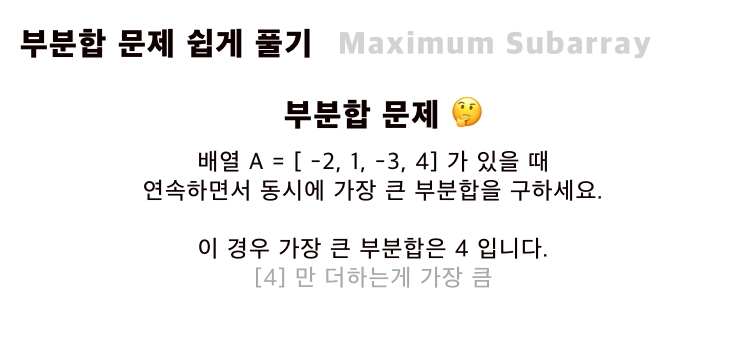 부분합 문제 쉽게 풀기 Maximum Subarray
부분합 문제 🤔
배열 A = [ -2, 1, -3, 4] 가 있을 때
연속하면서 동시에 가장 큰 부분합을 구하세요.
이 경우 가장 큰 부분합은 4 입니다.
[4] 만 더하는게 가장 큼